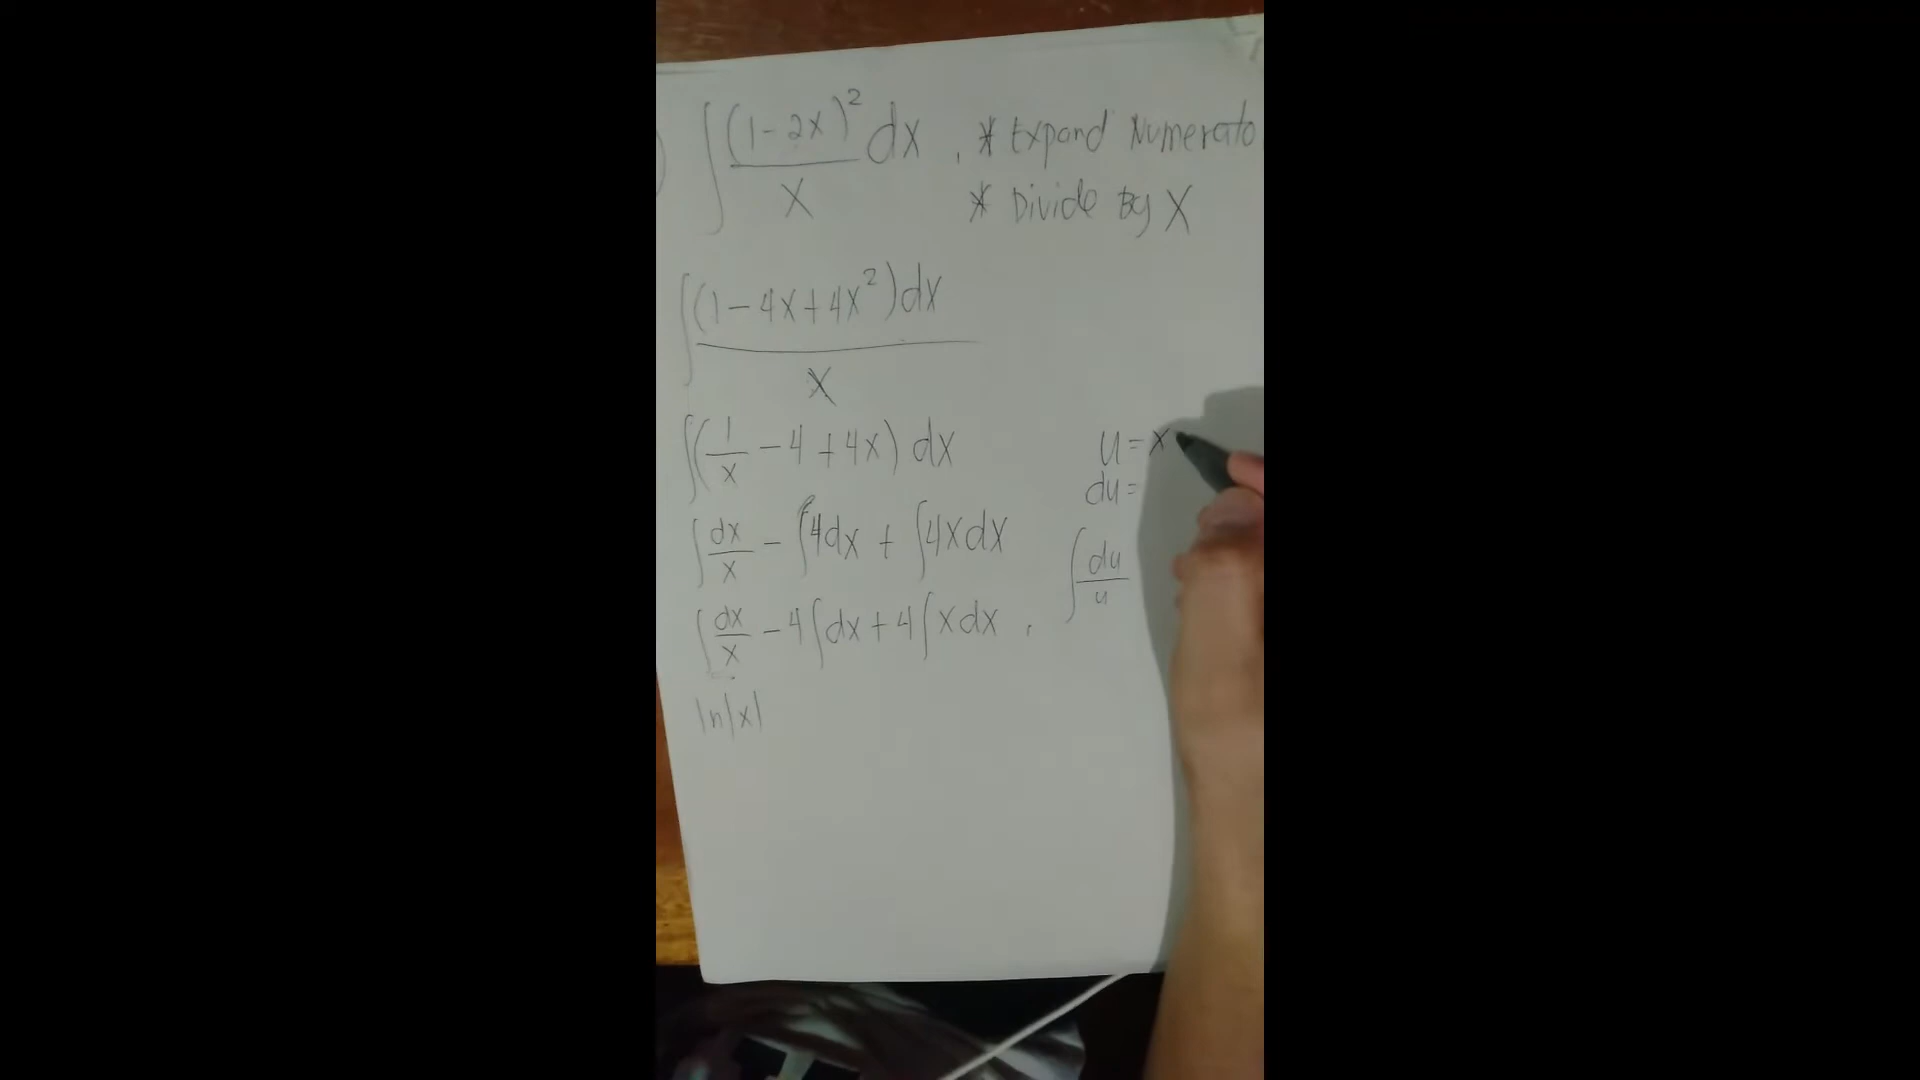 ∫ (1-2x)² dx / x , * Expand Numerato
* Divide By X
∫ (1-4x+4x²)dx / x
∫(1/x -4+4x) dx
u=x
du=
∫ dx/x - ∫4dx + ∫4xdx
∫ du/u
∫ dx/x -4∫dx+4∫xdx ,
ln|x|